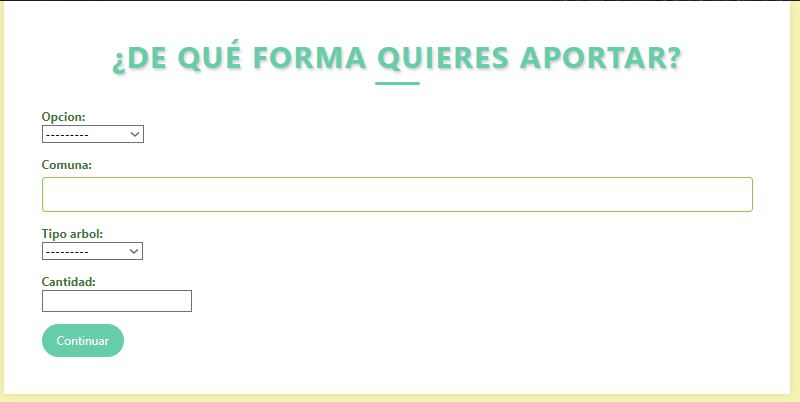 ¿DE QUÉ FORMA QUIERES APORTAR?
Opcion:
---------
Comuna:
Tipo arbol:
---------
Cantidad:
Continuar